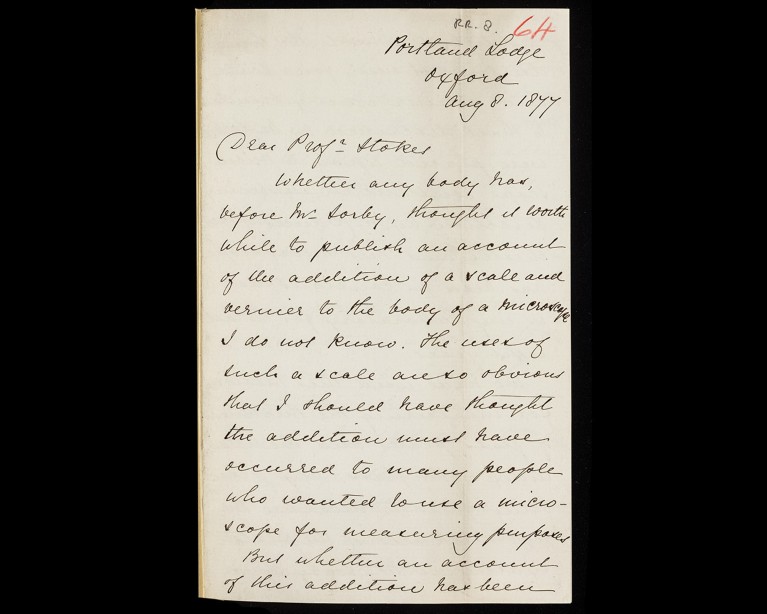 RR. 8. 64
Portland Lodge
Oxford
Aug 8. 1877
Dear Profr Stokes
Whether any body has,
before Mr Sorby, thought it worth
while to publish an account
of the addition of a scale and
vernier to the body of a microscope
I do not know. The uses of
such a scale are so obvious
that I should have thought
the addition must have
occurred to many people
who wanted to use a micro-
scope for measuring purposes
But whether an account
of this addition has been